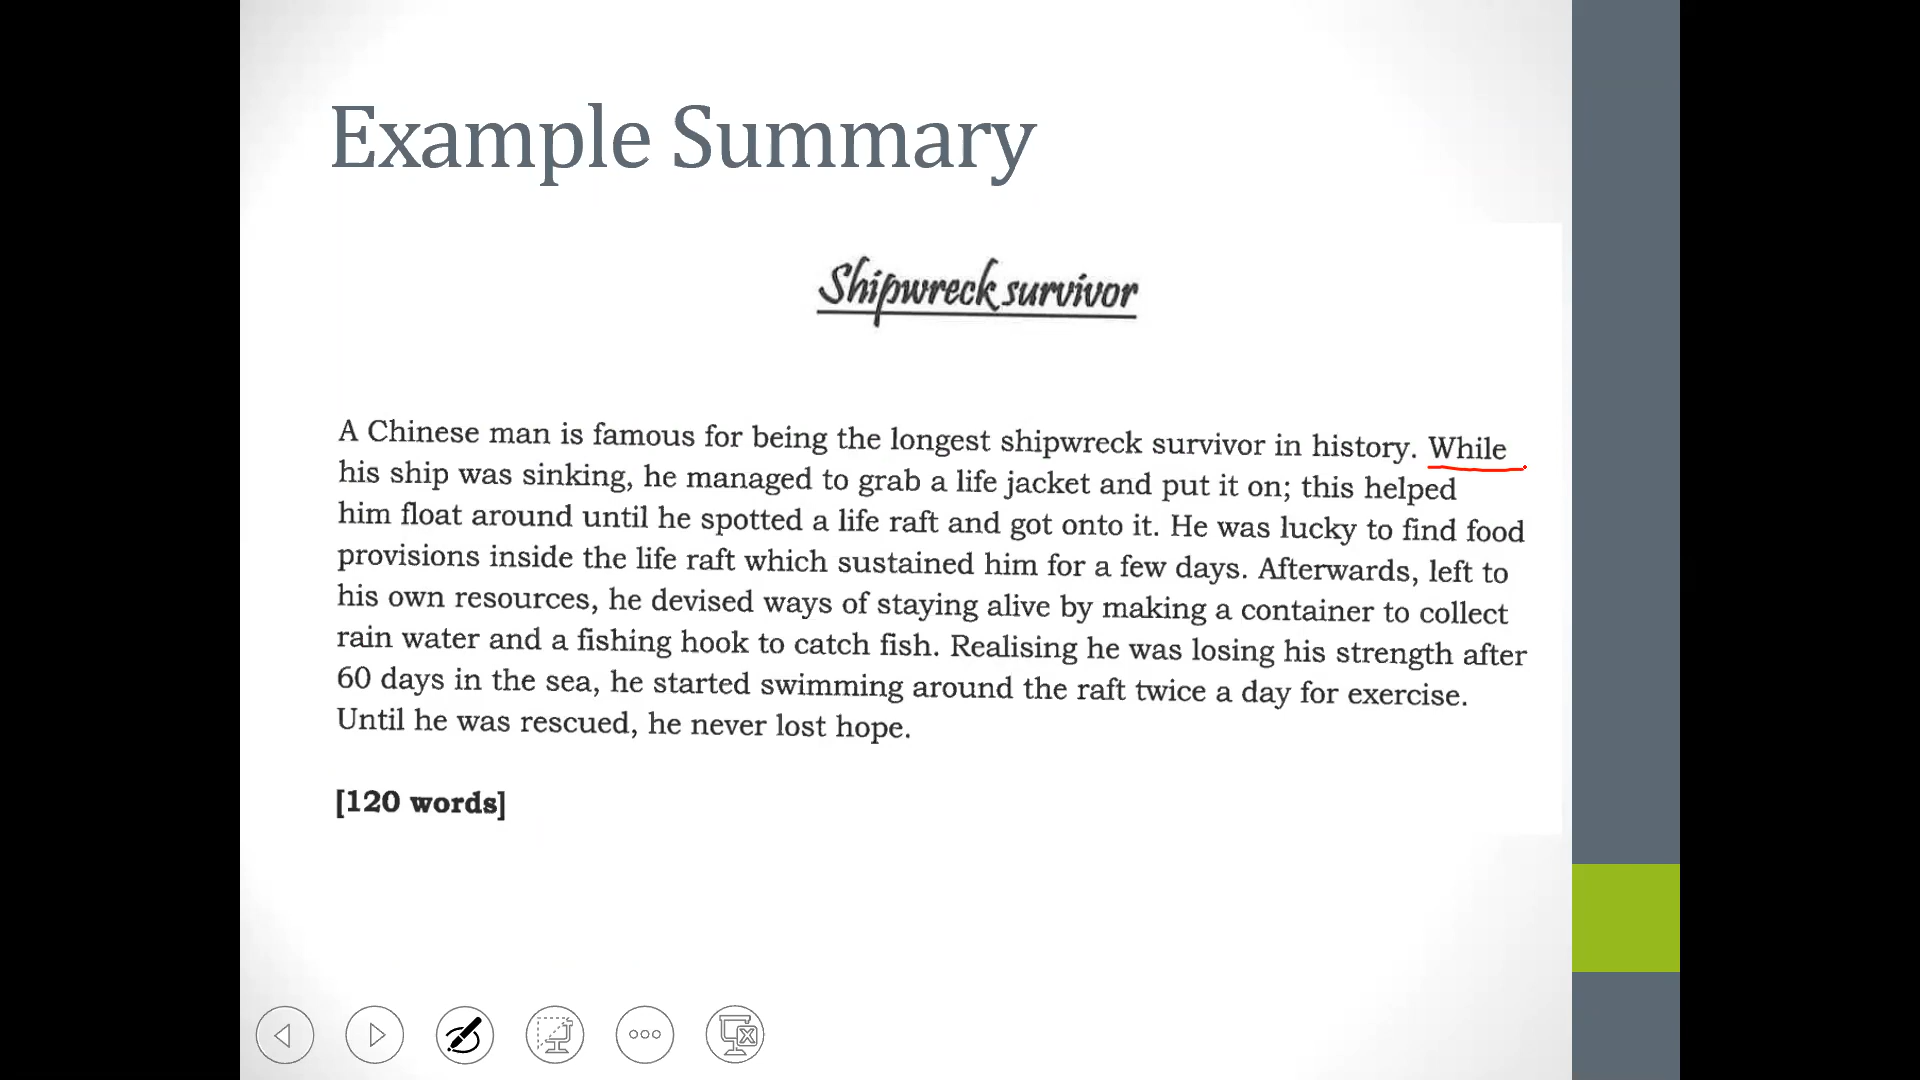 Example Summary
Shipwreck survivor
A Chinese man is famous for being the longest shipwreck survivor in history. While
his ship was sinking, he managed to grab a life jacket and put it on; this helped
him float around until he spotted a life raft and got onto it. He was lucky to find food
provisions inside the life raft which sustained him for a few days. Afterwards, left to
his own resources, he devised ways of staying alive by making a container to collect
rain water and a fishing hook to catch fish. Realising he was losing his strength after
60 days in the sea, he started swimming around the raft twice a day for exercise.
Until he was rescued, he never lost hope.
[120 words]